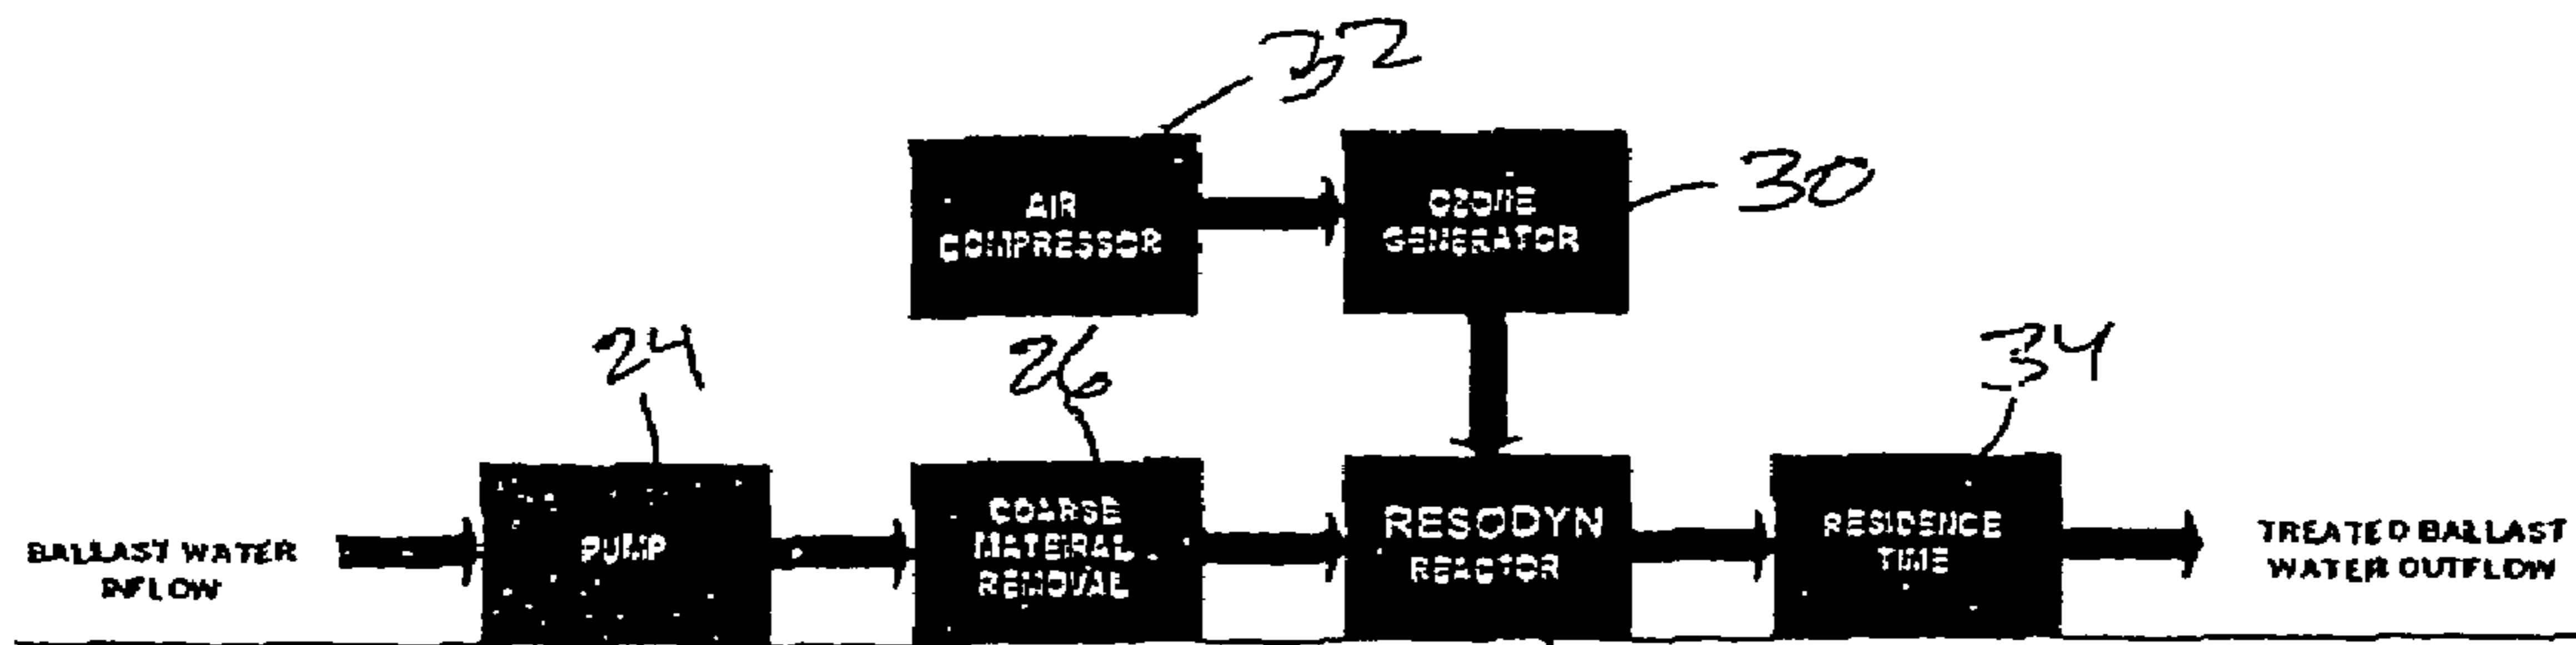 32
AIR
COMPRESSOR
OZONE
GENERATOR
30
24
26
34
BALLAST WATER
INFLOW
PUMP
COARSE
MATEIRAL
REMOVAL
RESODYN
REACTOR
RESIDENCE
TIME
TREATED BALLAST
WATER OUTFLOW